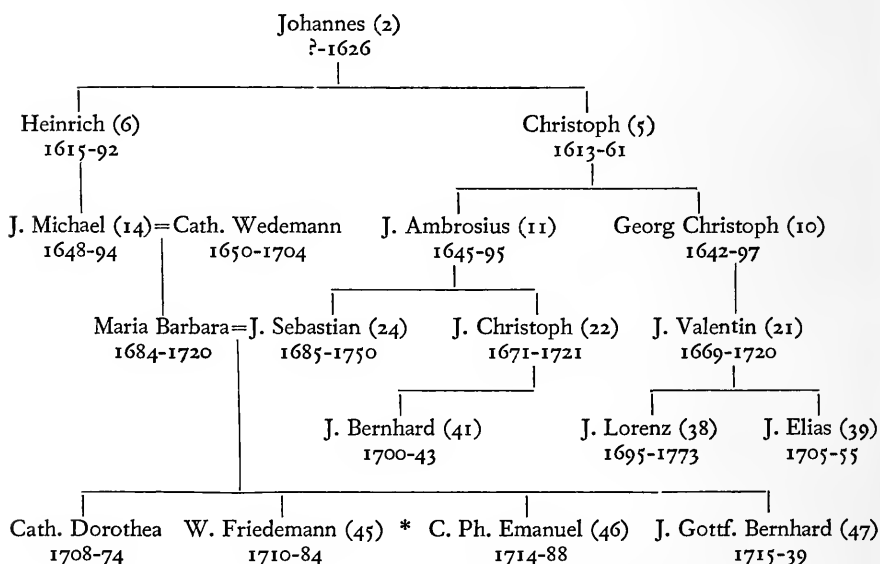 Johannes (2)
?-1626
Heinrich (6) Christoph (5)
1615-92 1613-61
J. Michael (14)=Cath. Wedemann J. Ambrosius (11) Georg Christoph (10)
1648-94 1650-1704 1645-95 1642-97
Maria Barbara=J. Sebastian (24) J. Christoph (22) J. Valentin (21)
1684-1720 1685-1750 1671-1721 1669-1720
J. Bernhard (41) J. Lorenz (38) J. Elias (39)
1700-43 1695-1773 1705-55
Cath. Dorothea W. Friedemann (45) * C. Ph. Emanuel (46) J. Gottf. Bernhard (47)
1708-74 1710-84 1714-88 1715-39